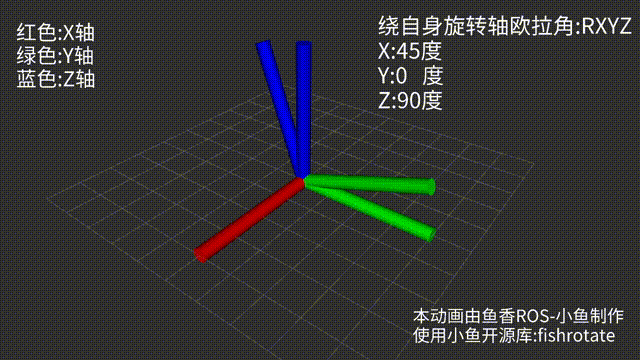 红色:X轴
绿色:Y轴
蓝色:Z轴
绕自身旋转轴欧拉角:RXYZ
X:45度
Y:0 度
Z:90度
本动画由鱼香ROS-小鱼制作
使用小鱼开源库:fishrotate